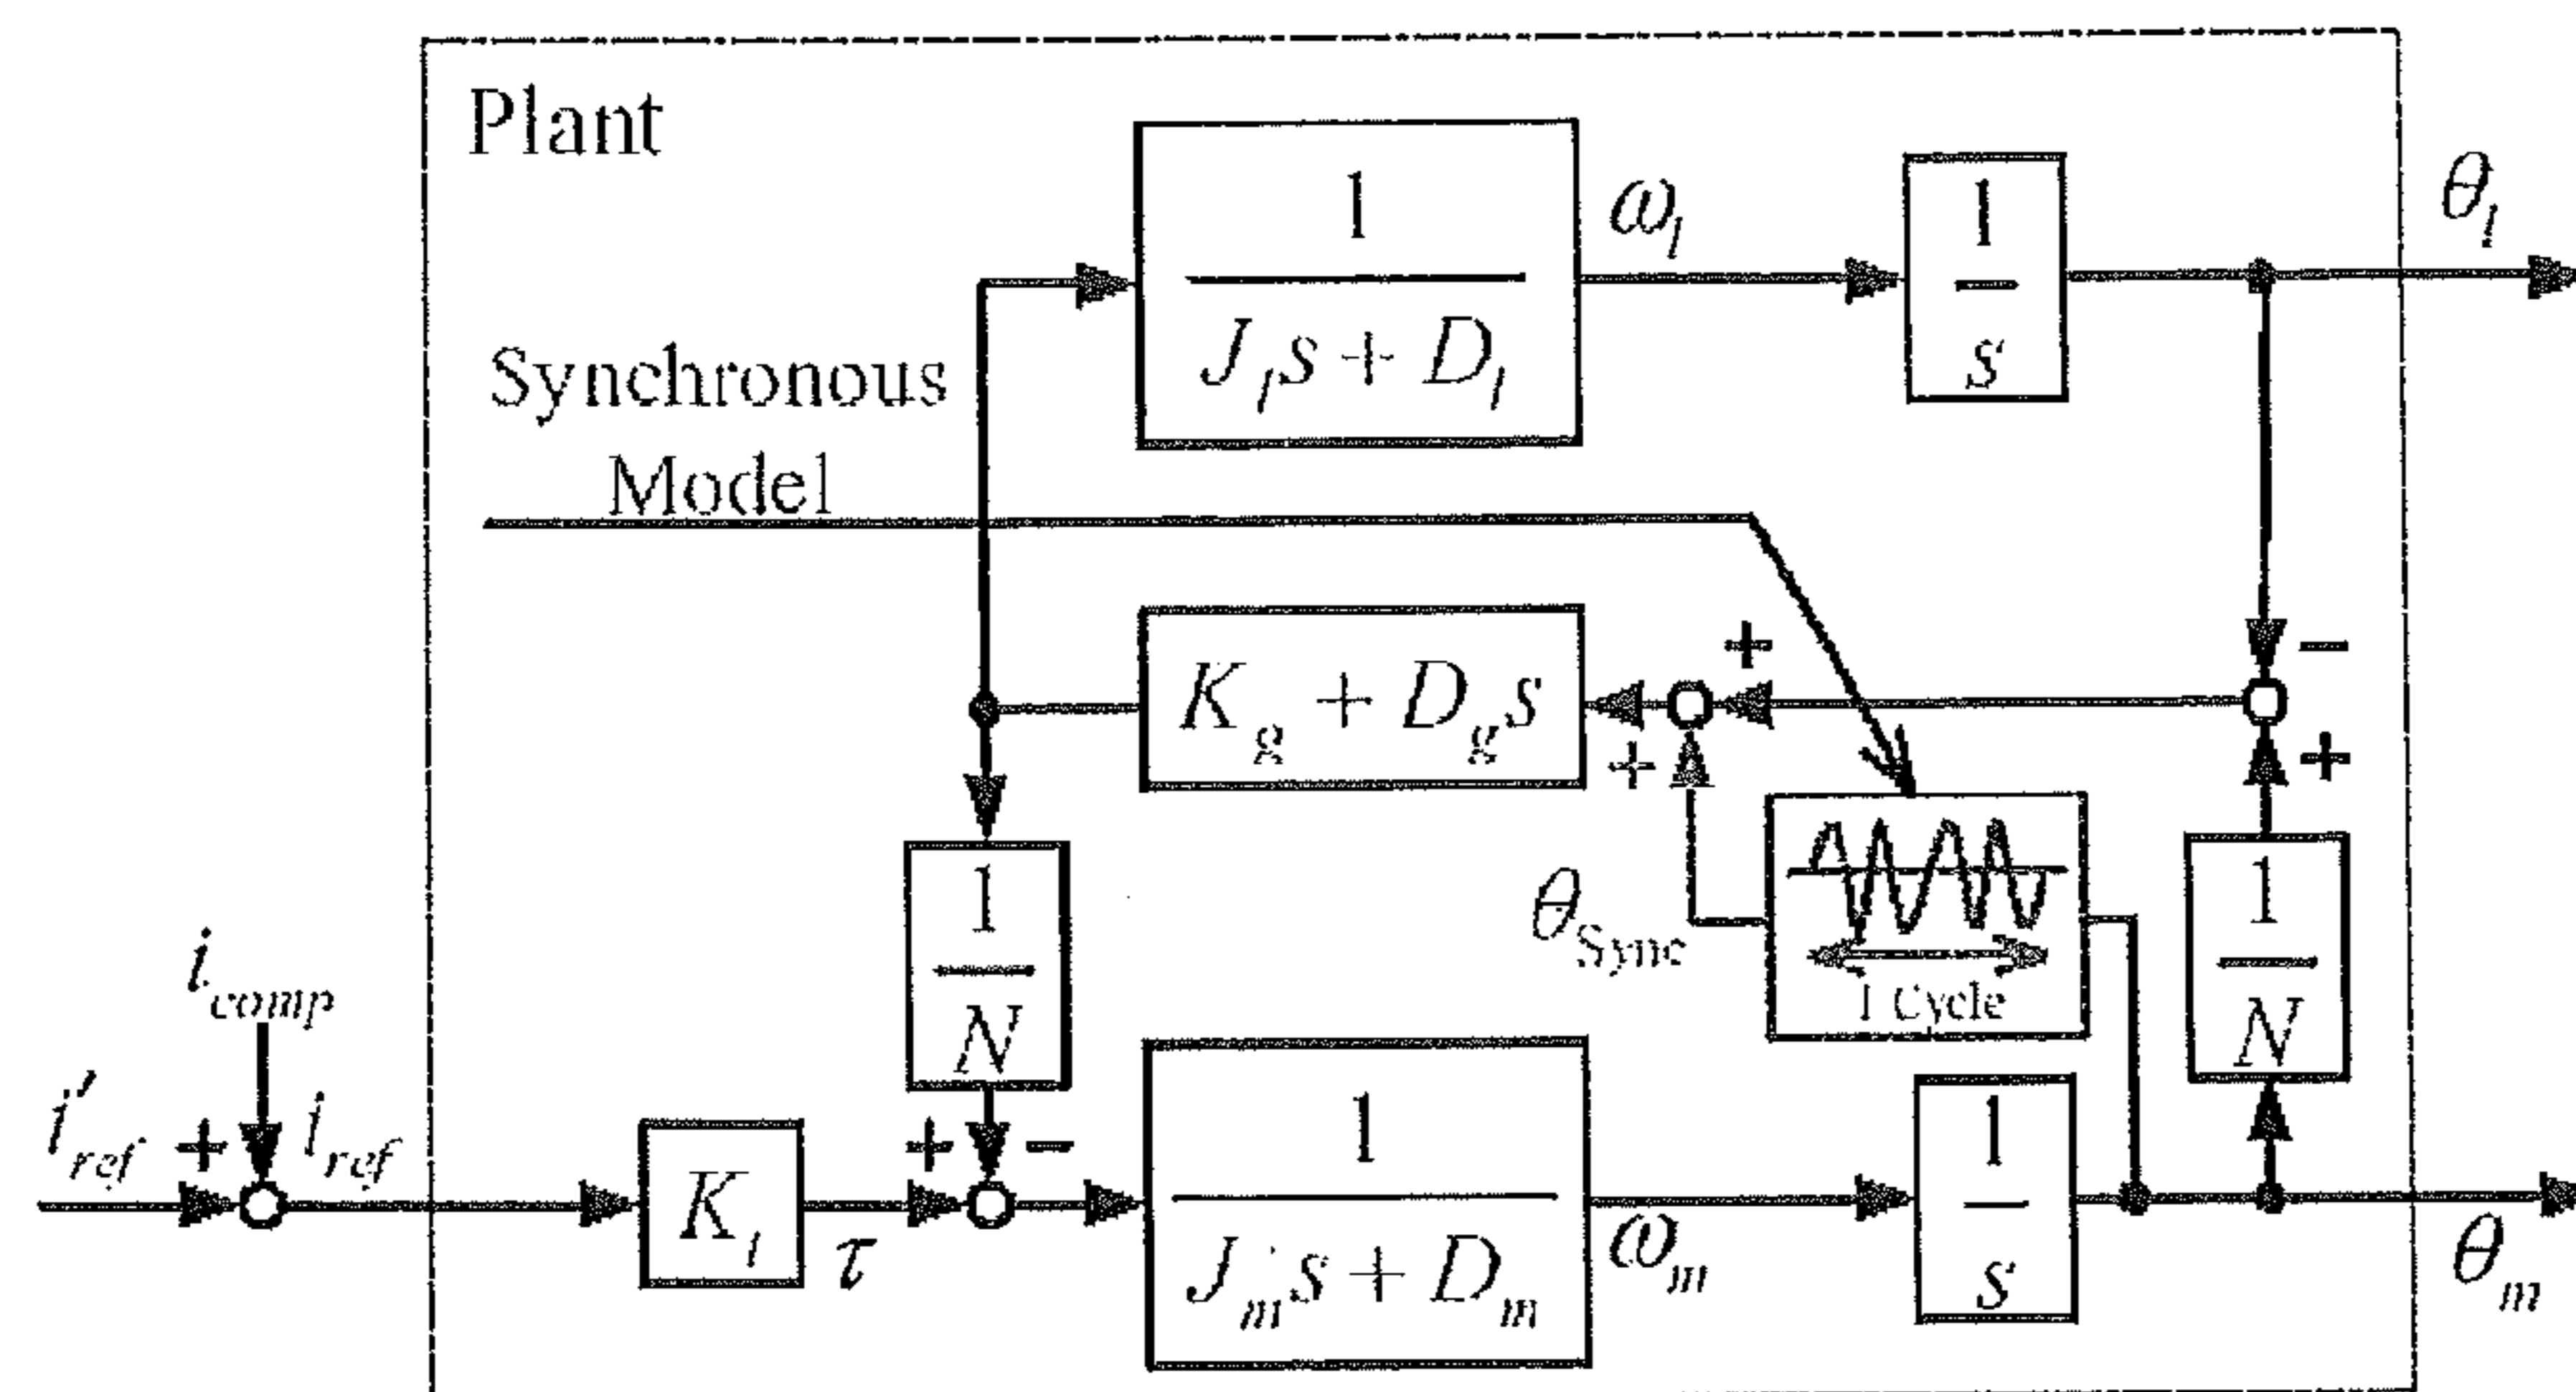 Plant
1
J_l s + D_l
ω_l
1
s
θ_l
Synchronous
Model
K_g + D_g s
+
−
+
+
1
N
θ_Sync
1 Cycle
1
N
i_comp
i'_ref
+
i_ref
K_t
τ
+
−
1
J_m s + D_m
ω_m
1
s
θ_m